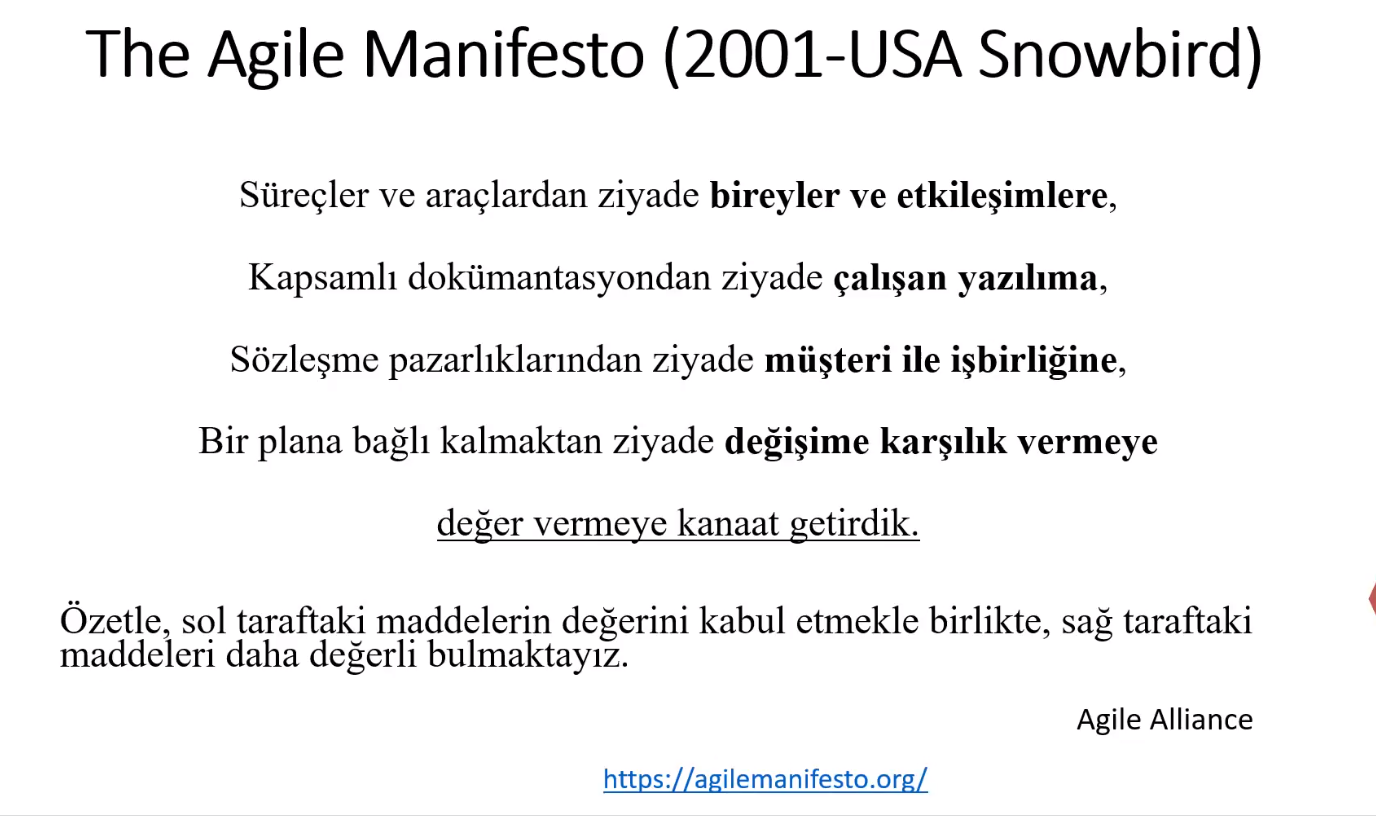 The Agile Manifesto (2001-USA Snowbird)
Süreçler ve araçlardan ziyade bireyler ve etkileşimlere,
Kapsamlı dokümantasyondan ziyade çalışan yazılıma,
Sözleşme pazarlıklarından ziyade müşteri ile işbirliğine,
Bir plana bağlı kalmaktan ziyade değişime karşılık vermeye
değer vermeye kanaat getirdik.
Özetle, sol taraftaki maddelerin değerini kabul etmekle birlikte, sağ taraftaki
maddeleri daha değerli bulmaktayız.
Agile Alliance
https://agilemanifesto.org/